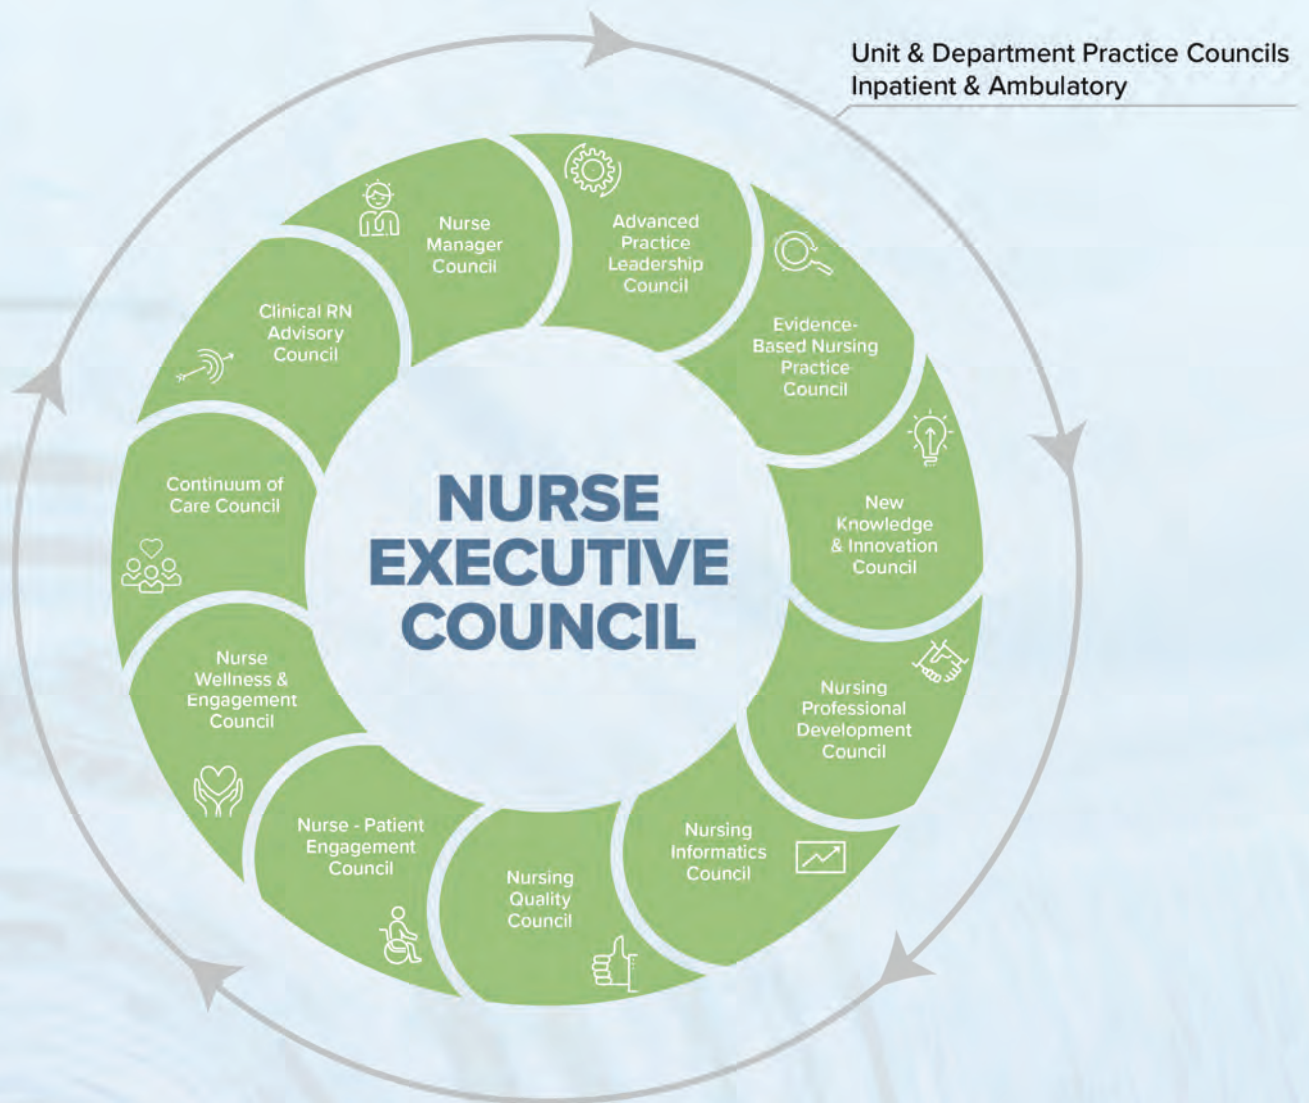 Unit & Department Practice Councils
Inpatient & Ambulatory
Nurse
Manager
Council
Advanced
Practice
Leadership
Council
Evidence-
Based Nursing
Practice
Council
New
Knowledge
& Innovation
Council
Nursing
Professional
Development
Council
Nursing
Informatics
Council
Nursing
Quality
Council
Nurse - Patient
Engagement
Council
Nurse
Wellness &
Engagement
Council
Continuum of
Care Council
Clinical RN
Advisory
Council
NURSE
EXECUTIVE
COUNCIL